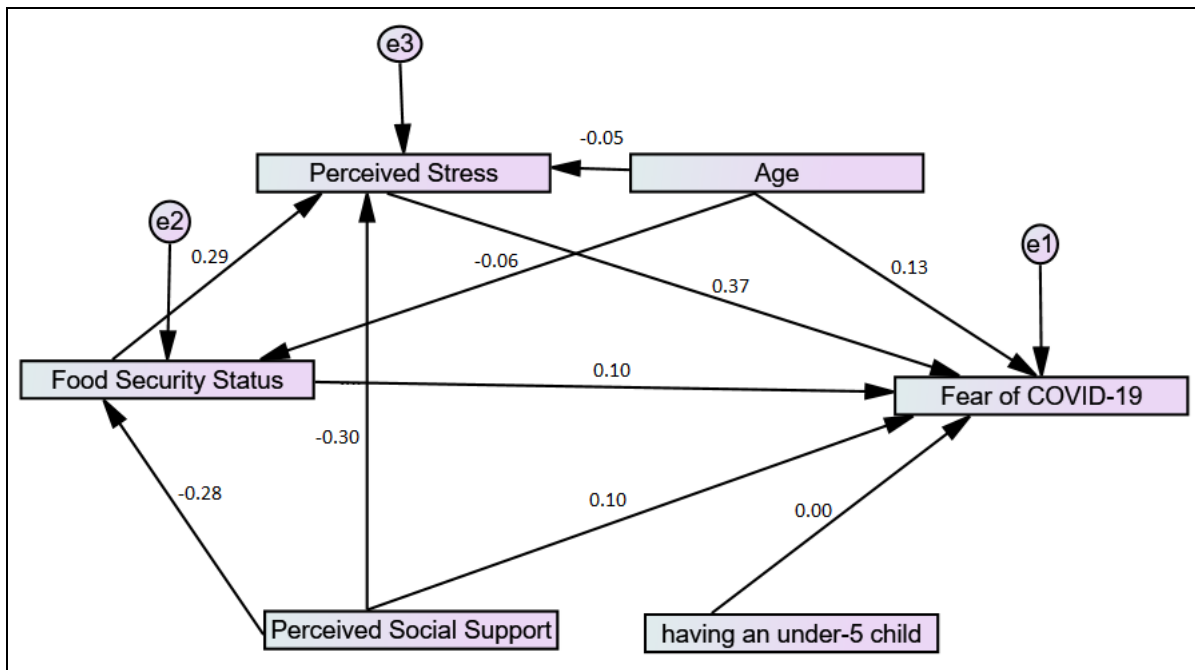 e3
-0.05
Perceived Stress
Age
e2
e1
0.29
-0.06
0.13
0.37
Food Security Status
0.10
Fear of COVID-19
-0.30
-0.28
0.10
0.00
Perceived Social Support
having an under-5 child